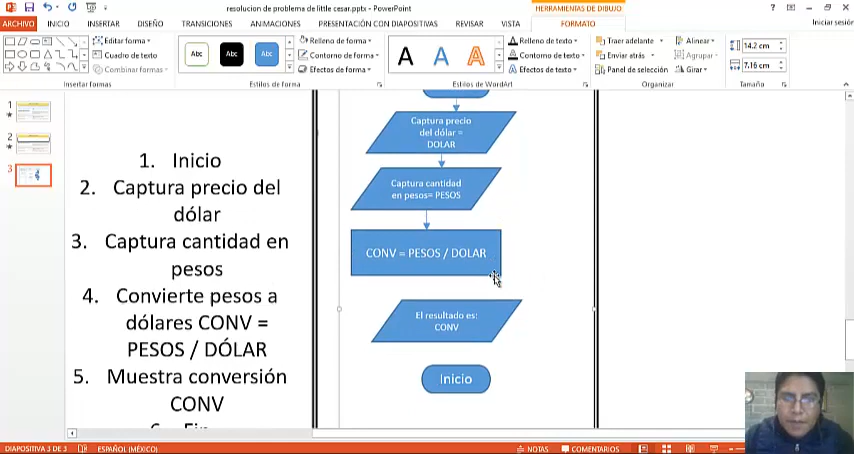 resolucion de problema de little cesar.pptx - PowerPoint
HERRAMIENTAS DE DIBUJO
ARCHIVO INICIO INSERTAR DISEÑO TRANSICIONES ANIMACIONES PRESENTACIÓN CON DIAPOSITIVAS REVISAR VISTA FORMATO Iniciar sesión
Editar forma
Cuadro de texto
Combinar formas
Insertar formas
Abc Abc Abc
Relleno de forma
Contorno de forma
Efectos de forma
Estilos de forma
A A A
Relleno de texto
Contorno de texto
Efectos de texto
Estilos de WordArt
Traer adelante
Enviar atrás
Panel de selección
Alinear
Agrupar
Girar
Organizar
14.2 cm
7.16 cm
Tamaño
1
2
3
1. Inicio
2. Captura precio del
dólar
3. Captura cantidad en
pesos
4. Convierte pesos a
dólares CONV =
PESOS / DÓLAR
5. Muestra conversión
CONV
Captura precio
del dólar =
DOLAR
Captura cantidad
en pesos= PESOS
CONV = PESOS / DOLAR
El resultado es:
CONV
Inicio
DIAPOSITIVA 3 DE 3 ESPAÑOL (MÉXICO) NOTAS COMENTARIOS